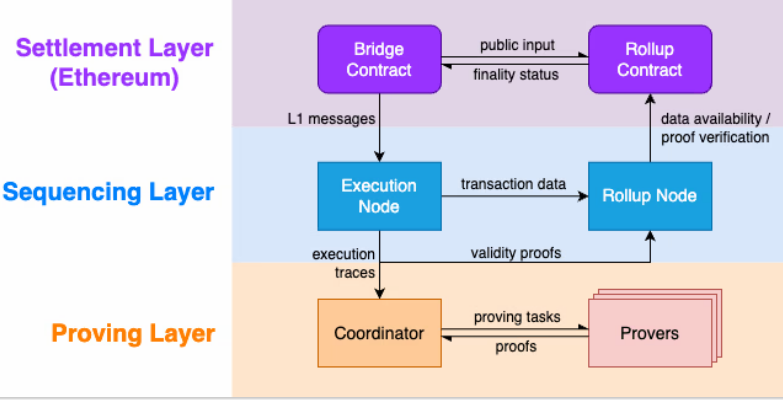 Settlement Layer
(Ethereum)
Bridge
Contract
public input
finality status
Rollup
Contract
L1 messages
data availability /
proof verification
Sequencing Layer
Execution
Node
transaction data
Rollup Node
execution
traces
validity proofs
Proving Layer
Coordinator
proving tasks
proofs
Provers